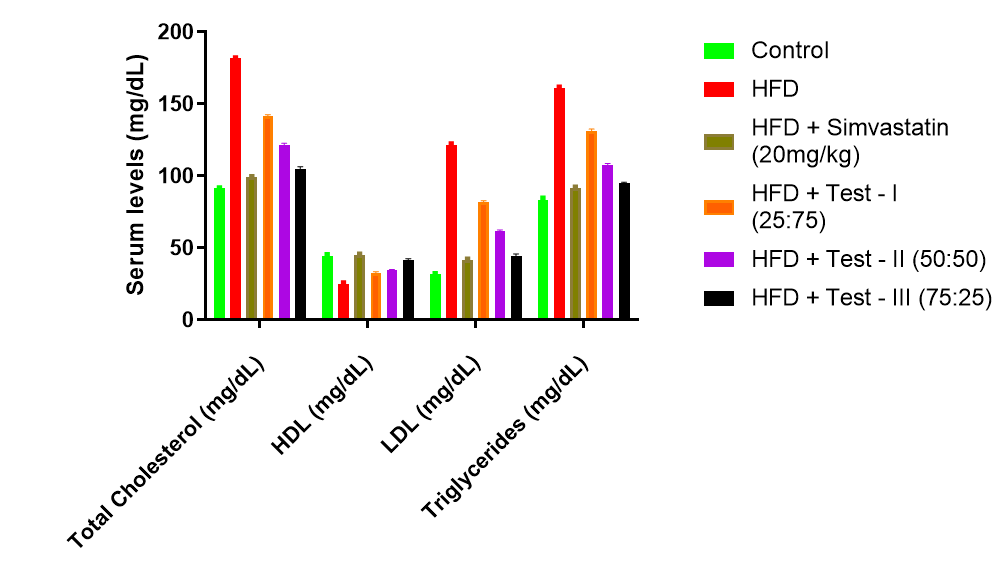 Serum levels (mg/dL)
200
150
100
50
0
Total Cholesterol (mg/dL)
HDL (mg/dL)
LDL (mg/dL)
Triglycerides (mg/dL)
Control
HFD
HFD + Simvastatin
(20mg/kg)
HFD + Test - I
(25:75)
HFD + Test - II (50:50)
HFD + Test - III (75:25)